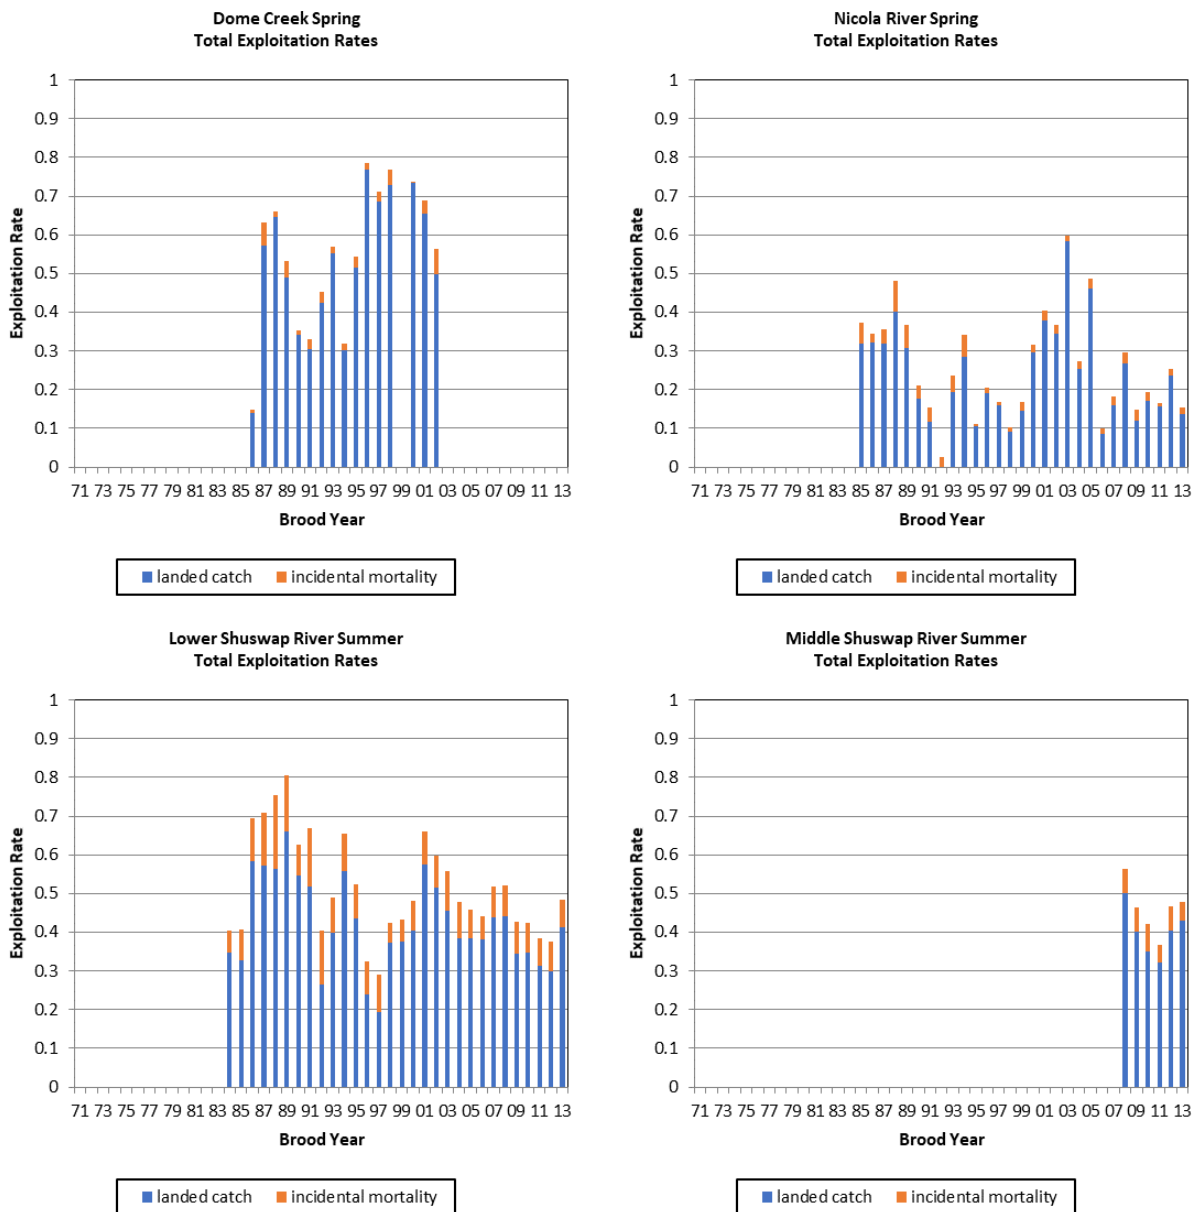 Dome Creek Spring
Total Exploitation Rates
1
0.9
0.8
0.7
0.6
0.5
0.4
0.3
0.2
0.1
0
Exploitation Rate
71 73 75 77 79 81 83 85 87 89 91 93 95 97 99 01 03 05 07 09 11 13
Brood Year
landed catch incidental mortality
Nicola River Spring
Total Exploitation Rates
1
0.9
0.8
0.7
0.6
0.5
0.4
0.3
0.2
0.1
0
Exploitation Rate
71 73 75 77 79 81 83 85 87 89 91 93 95 97 99 01 03 05 07 09 11 13
Brood Year
landed catch incidental mortality
Lower Shuswap River Summer
Total Exploitation Rates
1
0.9
0.8
0.7
0.6
0.5
0.4
0.3
0.2
0.1
0
Exploitation Rate
71 73 75 77 79 81 83 85 87 89 91 93 95 97 99 01 03 05 07 09 11 13
Brood Year
landed catch incidental mortality
Middle Shuswap River Summer
Total Exploitation Rates
1
0.9
0.8
0.7
0.6
0.5
0.4
0.3
0.2
0.1
0
Exploitation Rate
71 73 75 77 79 81 83 85 87 89 91 93 95 97 99 01 03 05 07 09 11 13
Brood Year
landed catch incidental mortality